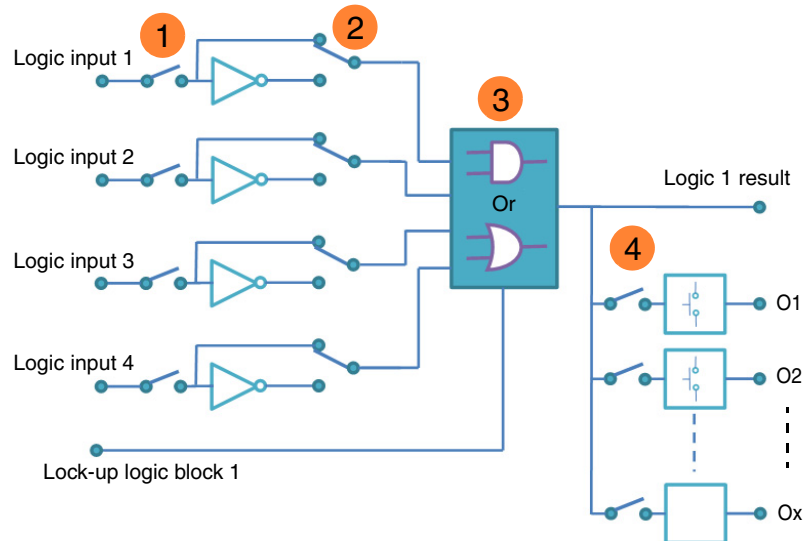 1
2
Logic input 1
3
Logic input 2
Or
Logic 1 result
Logic input 3
4
O1
Logic input 4
O2
Lock-up logic block 1
Ox